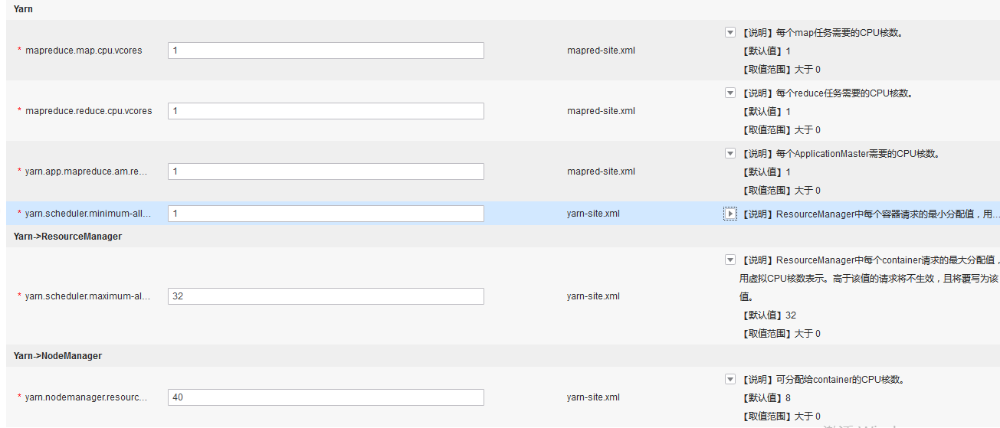 Yarn
* mapreduce.map.cpu.vcores
1
mapred-site.xml
【说明】每个map任务需要的CPU核数。
【默认值】1
【取值范围】大于 0
* mapreduce.reduce.cpu.vcores
1
mapred-site.xml
【说明】每个reduce任务需要的CPU核数。
【默认值】1
【取值范围】大于 0
* yarn.app.mapreduce.am.re...
1
mapred-site.xml
【说明】每个ApplicationMaster需要的CPU核数。
【默认值】1
【取值范围】大于 0
* yarn.scheduler.minimum-all...
1
yarn-site.xml
【说明】ResourceManager中每个容器请求的最小分配值，用...
Yarn->ResourceManager
* yarn.scheduler.maximum-al...
32
yarn-site.xml
【说明】ResourceManager中每个container请求的最大分配值，
用虚拟CPU核数表示。高于该值的请求将不生效，且将覆写为该
值。
【默认值】32
【取值范围】大于 0
Yarn->NodeManager
* yarn.nodemanager.resourc...
40
yarn-site.xml
【说明】可分配给container的CPU核数。
【默认值】8
【取值范围】大于 0